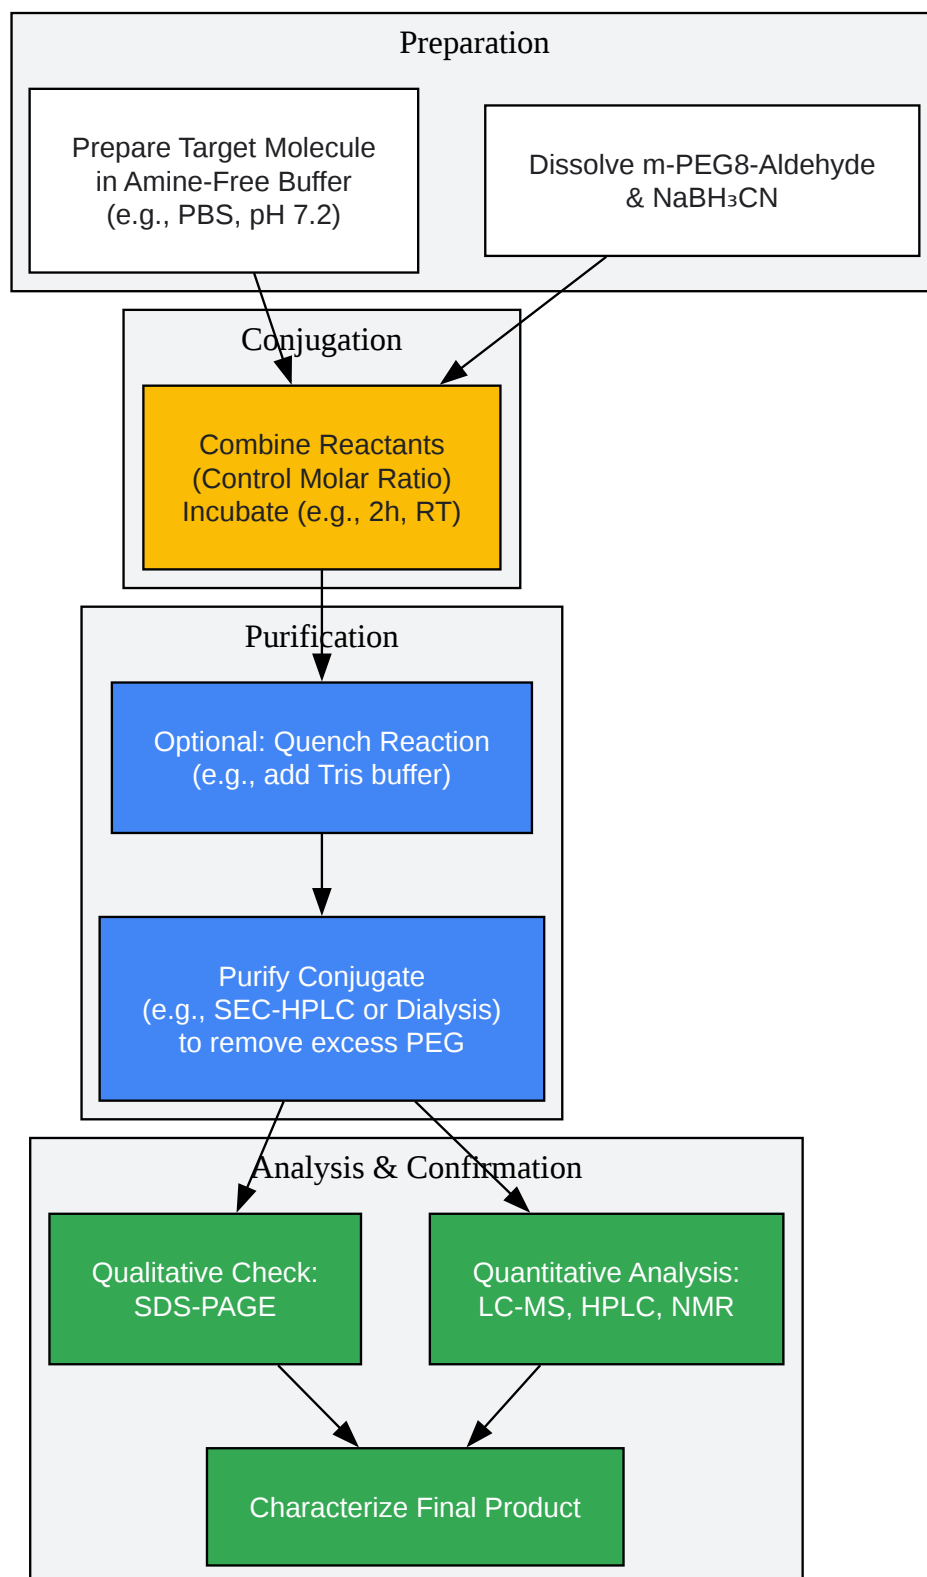 Preparation
Prepare Target Molecule
in Amine-Free Buffer
(e.g., PBS, pH 7.2)
Dissolve m-PEG8-Aldehyde
& NaBH₃CN
Conjugation
Combine Reactants
(Control Molar Ratio)
Incubate (e.g., 2h, RT)
Purification
Optional: Quench Reaction
(e.g., add Tris buffer)
Purify Conjugate
(e.g., SEC-HPLC or Dialysis)
to remove excess PEG
Analysis & Confirmation
Qualitative Check:
SDS-PAGE
Quantitative Analysis:
LC-MS, HPLC, NMR
Characterize Final Product